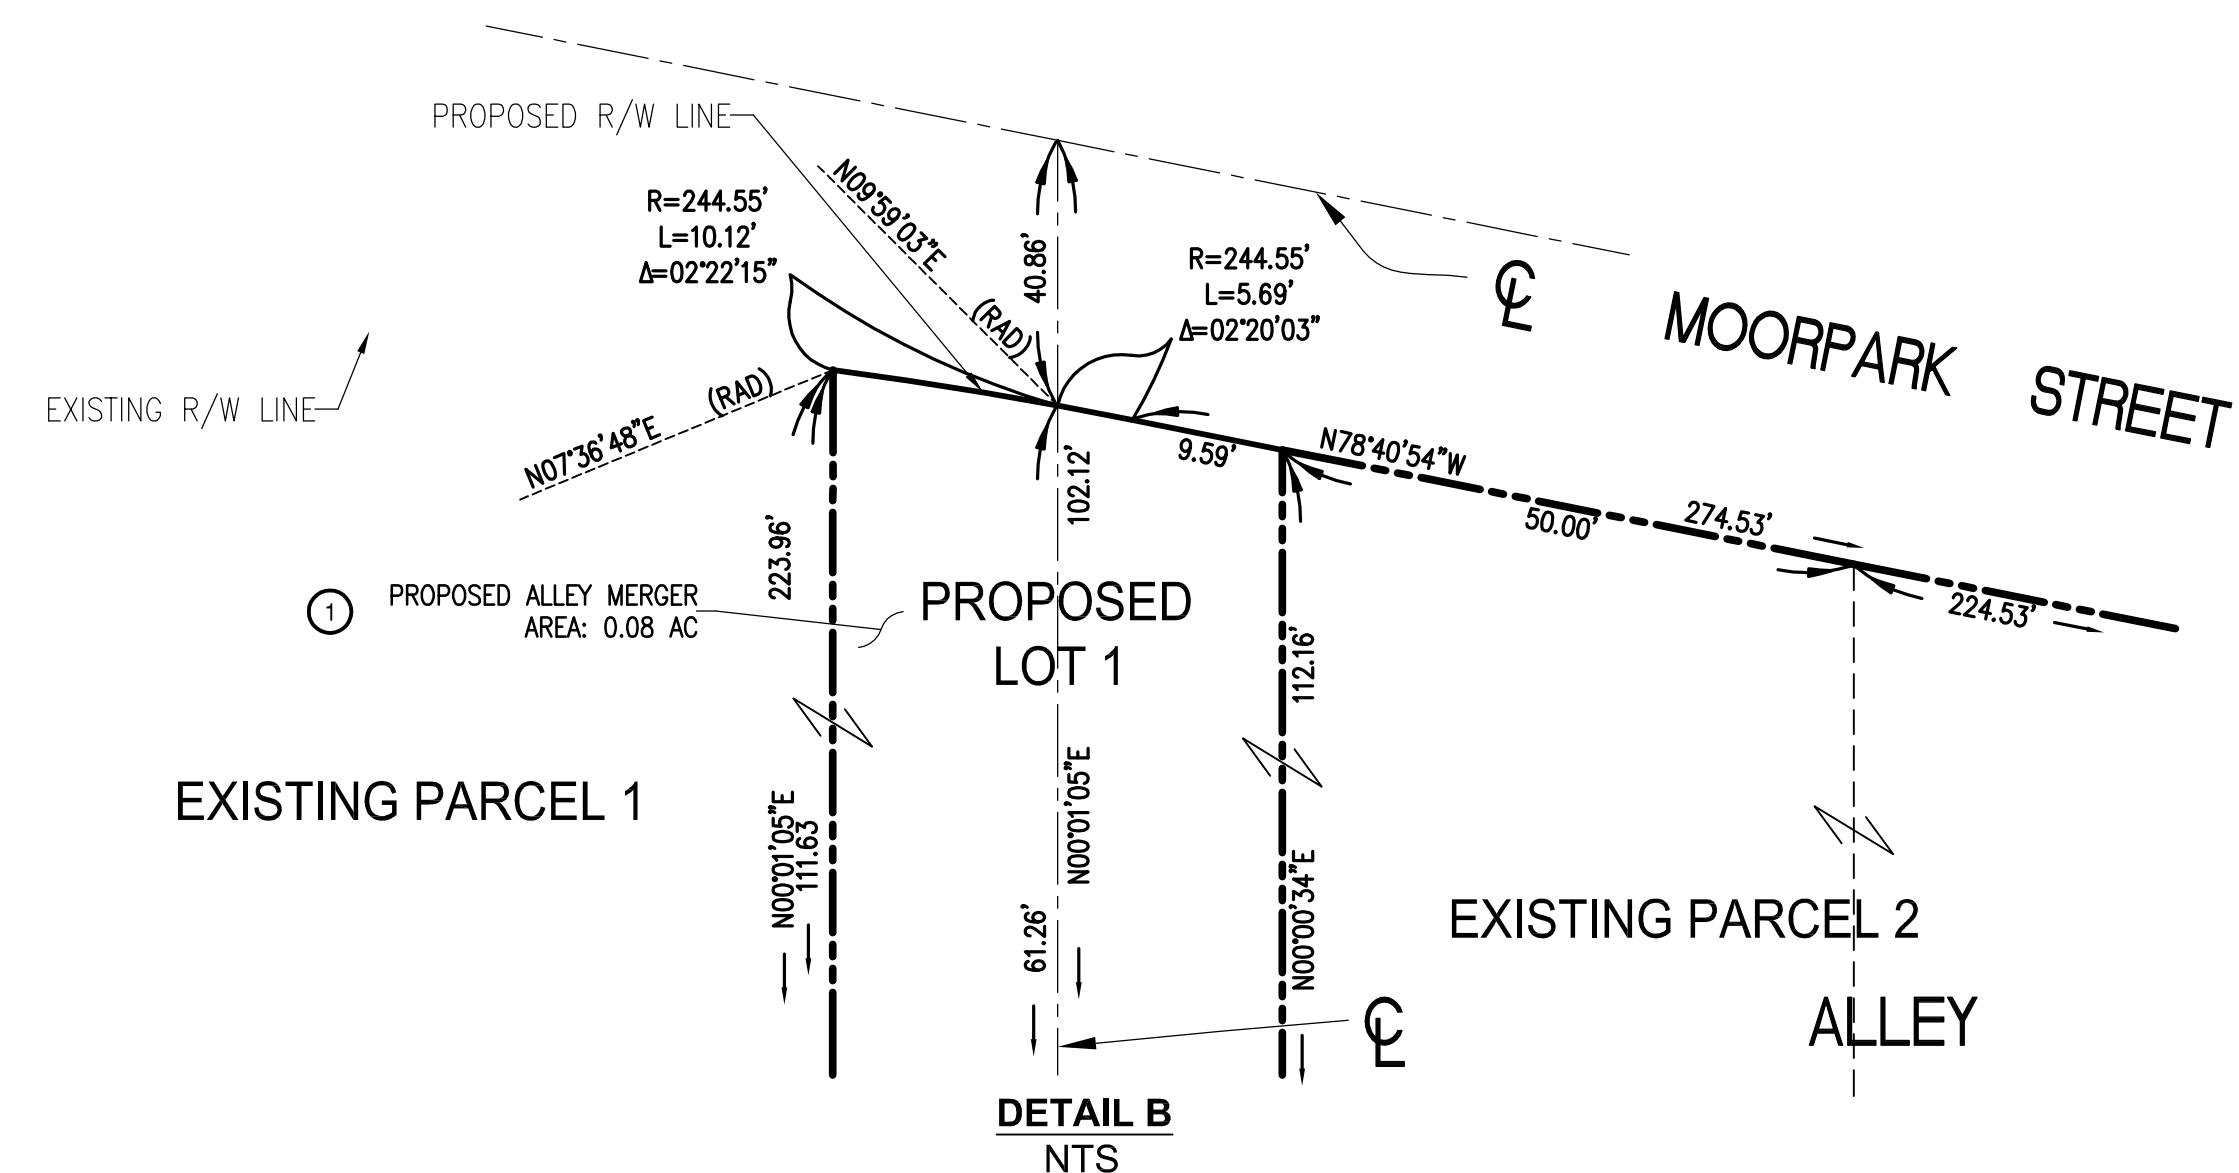 PROPOSED R/W LINE
N09°59'03"E
(RAD)
R=244.55'
L=10.12'
Δ=02°22'15"
40.86'
R=244.55'
L=5.69'
Δ=02°20'03"
℄
MOORPARK STREET
EXISTING R/W LINE
N07°36'48"E
(RAD)
9.59'
N78°40'54"W
102.12'
50.00'
274.53'
224.53'
223.96'
1
PROPOSED ALLEY MERGER
AREA: 0.08 AC
PROPOSED
LOT 1
112.16'
EXISTING PARCEL 1
N00°01'05"E
111.63
N00°01'05"E
61.26'
N00°00'34"E
EXISTING PARCEL 2
ALLEY
℄
DETAIL B
NTS